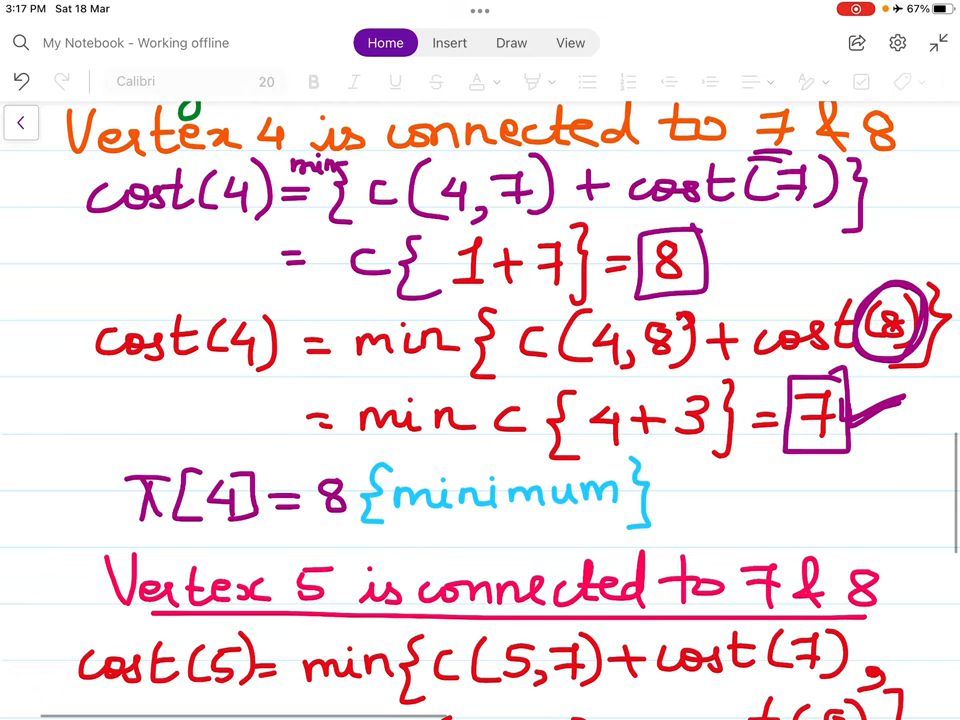 3:17 PM Sat 18 Mar 67%
My Notebook - Working offline Home Insert Draw View
Calibri 20 B I U S A
Vertex 4 is connected to 7 & 8
cost(4)= min{ c(4,7) + cost(7)}
= c{ 1+7} = 8
cost(4) = min{ c(4,8) + cost(8)}
= min c {4+3} = 7
π[4] = 8 {minimum}
Vertex 5 is connected to 7 & 8
cost(5)= min{c(5,7)+cost(7),